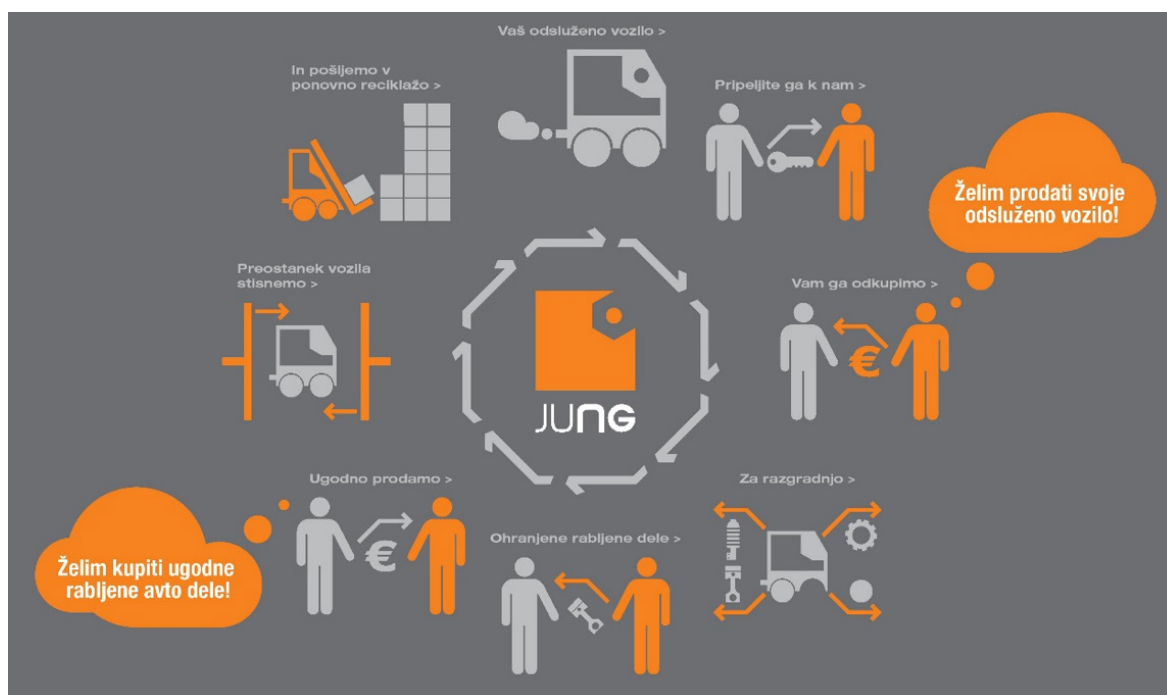 Vaš odsluženo vozilo >
Pripeljite ga k nam >
Želim prodati svoje
odsluženo vozilo!
Vam ga odkupimo >
€
Za razgradnjo >
Ohranjene rabljene dele >
Ugodno prodamo >
€
Želim kupiti ugodne
rabljene avto dele!
Preostanek vozila
stisnemo >
In pošljemo v
ponovno reciklažo >
JUNG